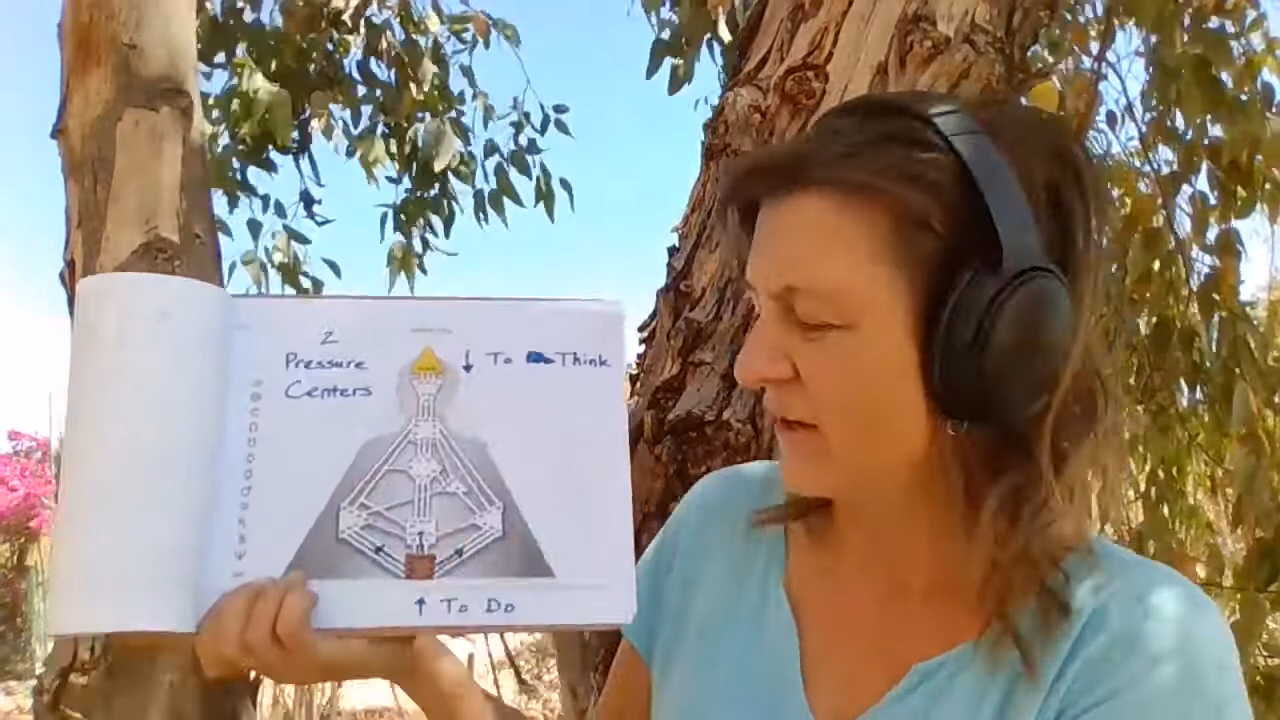 2
Pressure
Centers
↓ To Think
↑ To Do